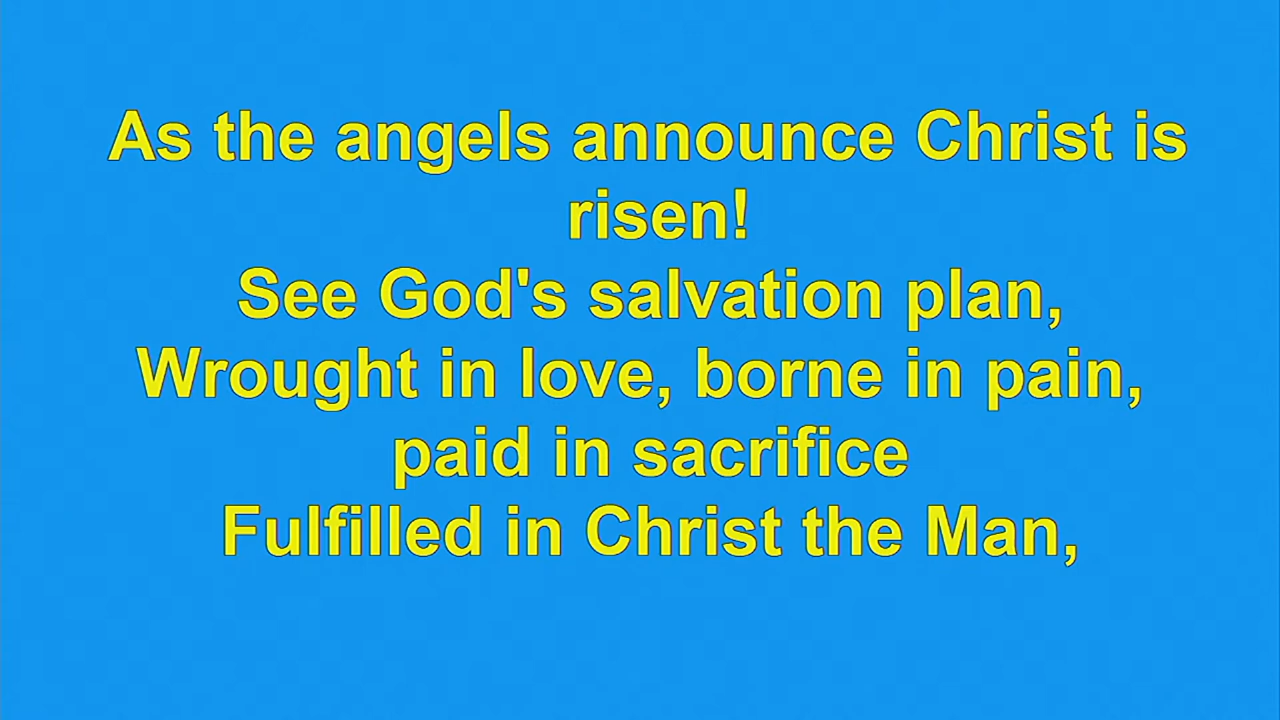 As the angels announce Christ is
risen!
See God's salvation plan,
Wrought in love, borne in pain,
paid in sacrifice
Fulfilled in Christ the Man,